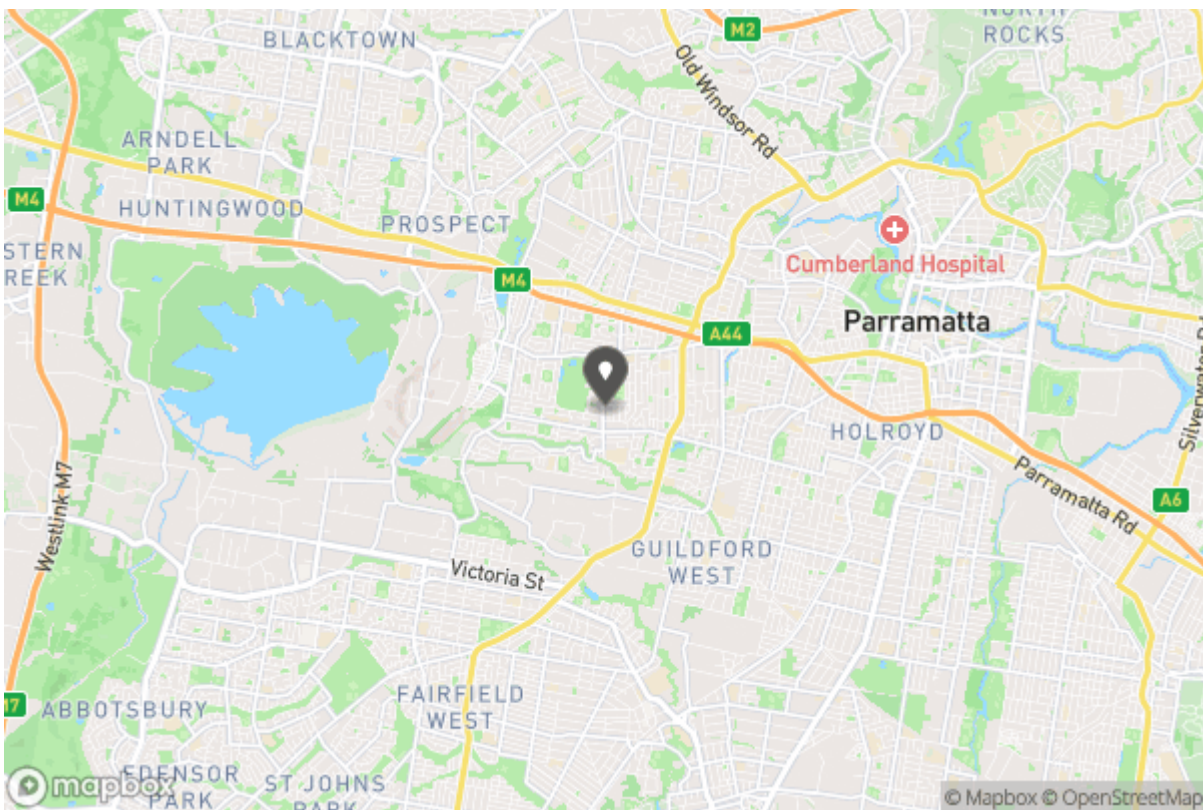 NORTH
ROCKS
M2
BLACKTOWN
Old Windsor Rd
ARNDELL
PARK
M4
HUNTINGWOOD
PROSPECT
STERN
REEK
Cumberland Hospital
M4
A44
Parramatta
Silverwater R
HOLROYD
Parramatta Rd
A6
Westlink M7
GUILDFORD
WEST
Victoria St
FAIRFIELD
WEST
17
ABBOTSBURY
EDENSOR
PARK
ST JOHNS
PARK
mapbox
© Mapbox © OpenStreetMap